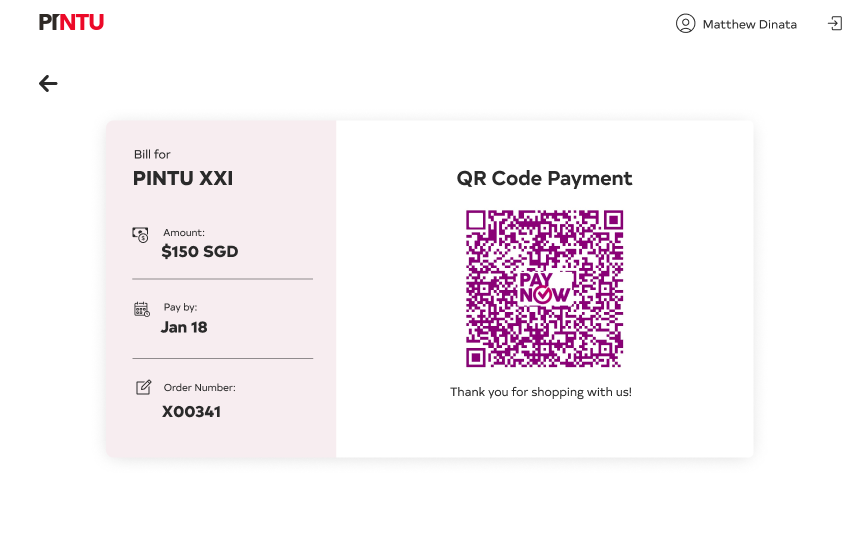 PINTU
Matthew Dinata
Bill for
PINTU XXI
Amount:
$150 SGD
Pay by:
Jan 18
Order Number:
X00341
QR Code Payment
PAY
NOW
Thank you for shopping with us!